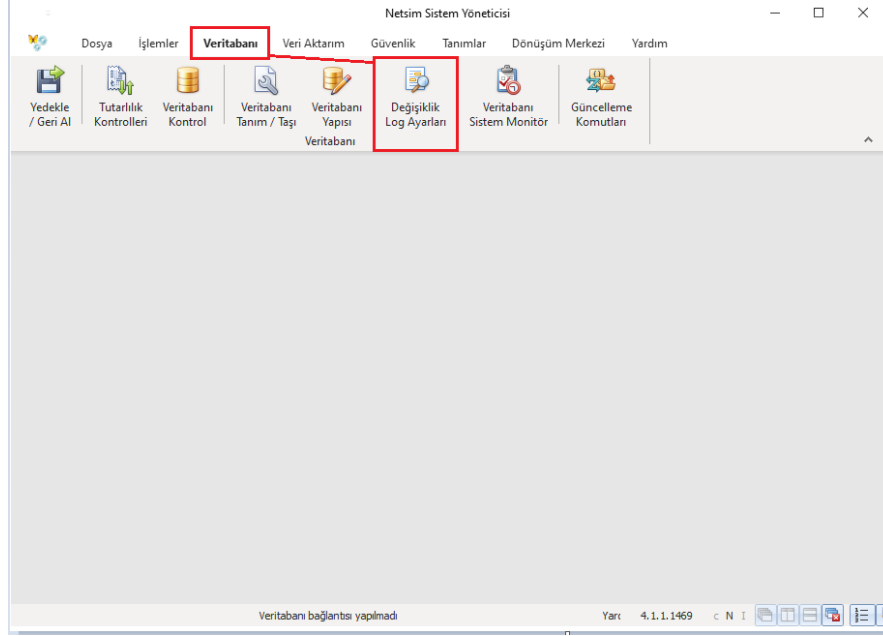 Netsim Sistem Yöneticisi
Dosya İşlemler Veritabanı Veri Aktarım Güvenlik Tanımlar Dönüşüm Merkezi Yardım
Yedekle / Geri Al
Tutarlılık Kontrolleri
Veritabanı Kontrol
Veritabanı Tanım / Taşı
Veritabanı Yapısı
Değişiklik Log Ayarları
Veritabanı Sistem Monitör
Güncelleme Komutları
Veritabanı
Veritabanı bağlantısı yapılmadı Yarc 4.1.1.1469 c N I